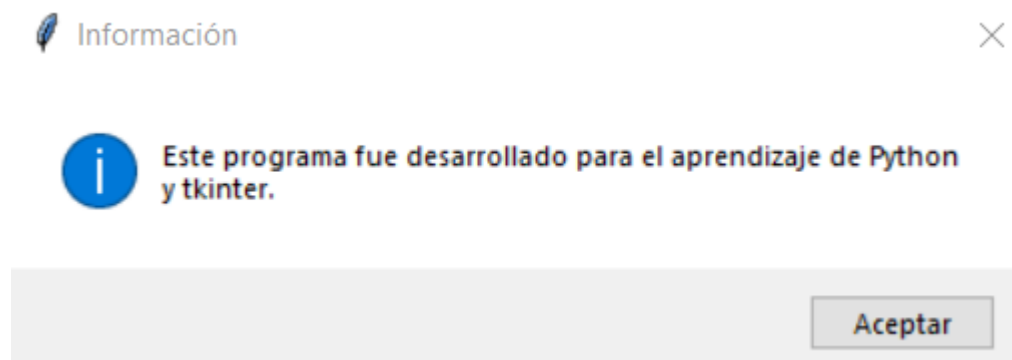 Información
Este programa fue desarrollado para el aprendizaje de Python
y tkinter.
Aceptar